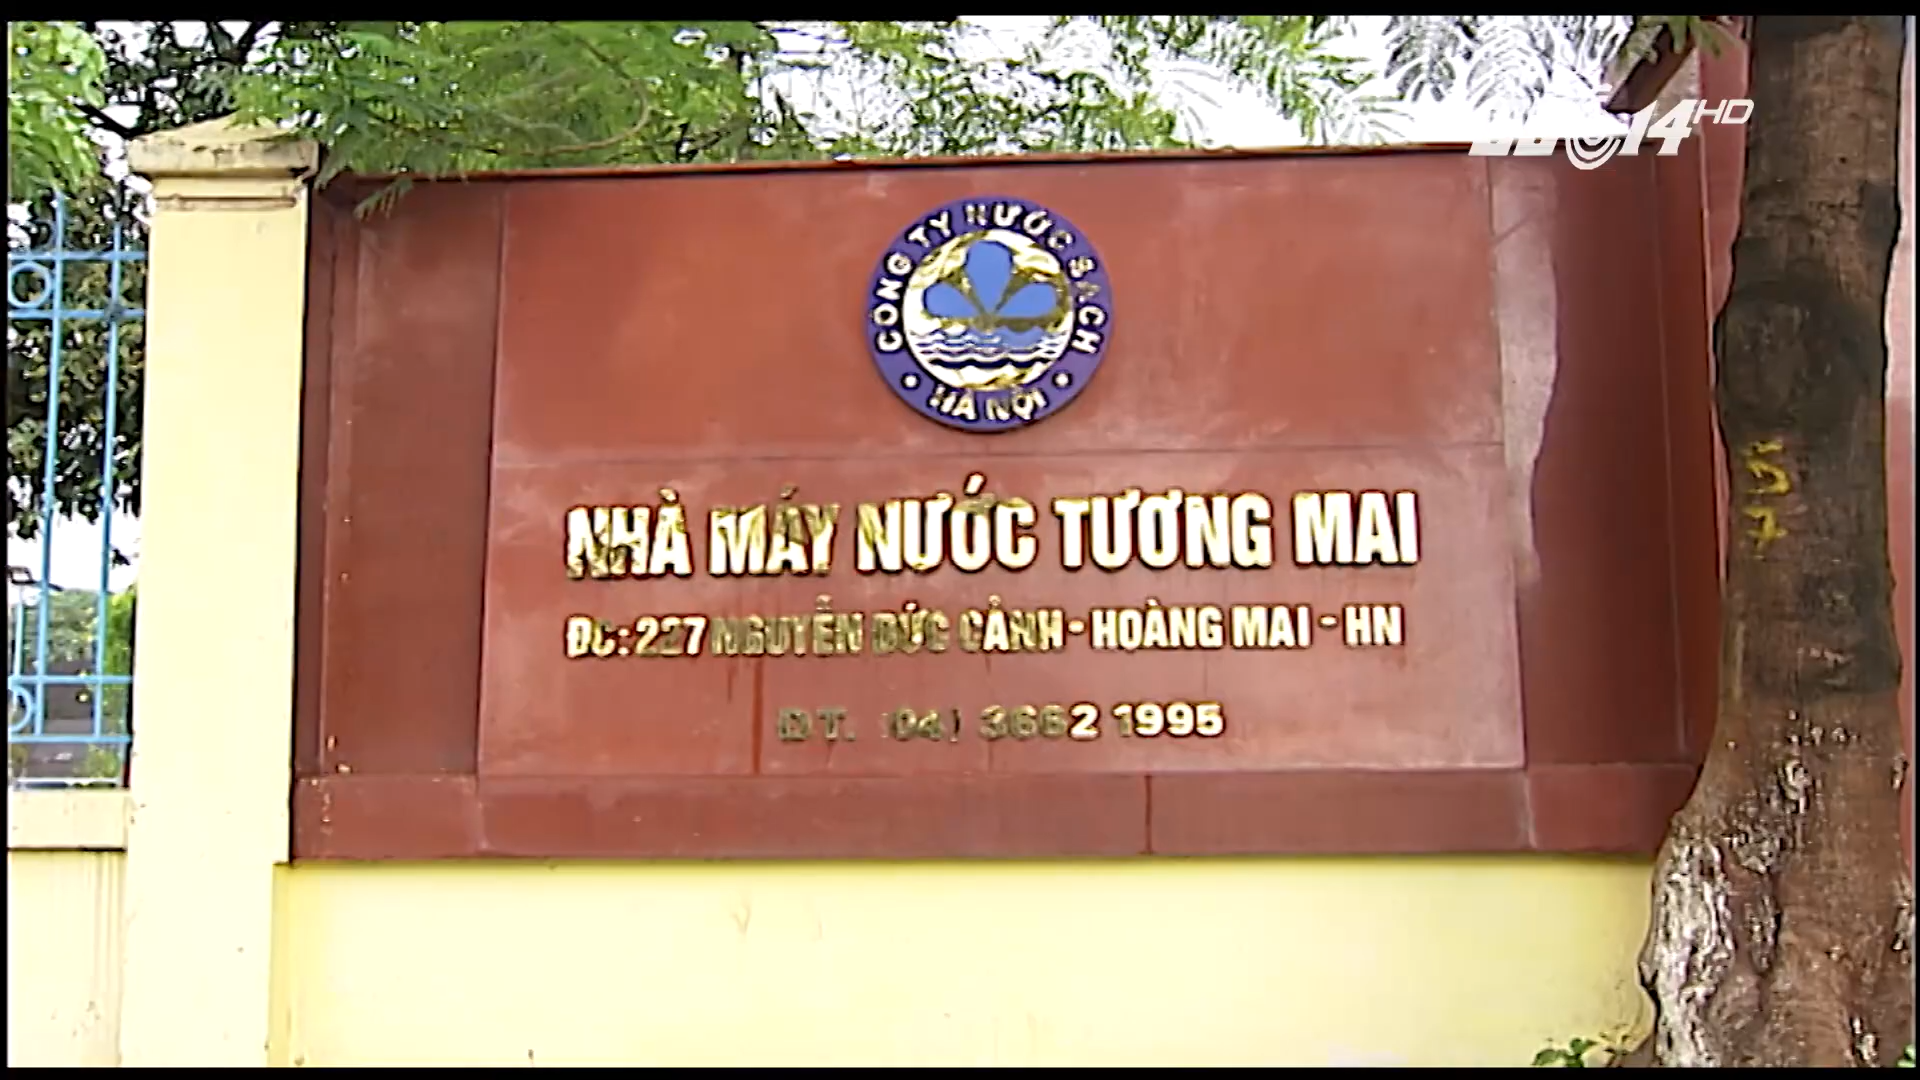 CÔNG TY NƯỚC SẠCH
HÀ NỘI
NHÀ MÁY NƯỚC TƯƠNG MAI
ĐC: 227 NGUYỄN ĐỨC CẢNH - HOÀNG MAI - HN
ĐT. (04) 3662 1995
14 HD